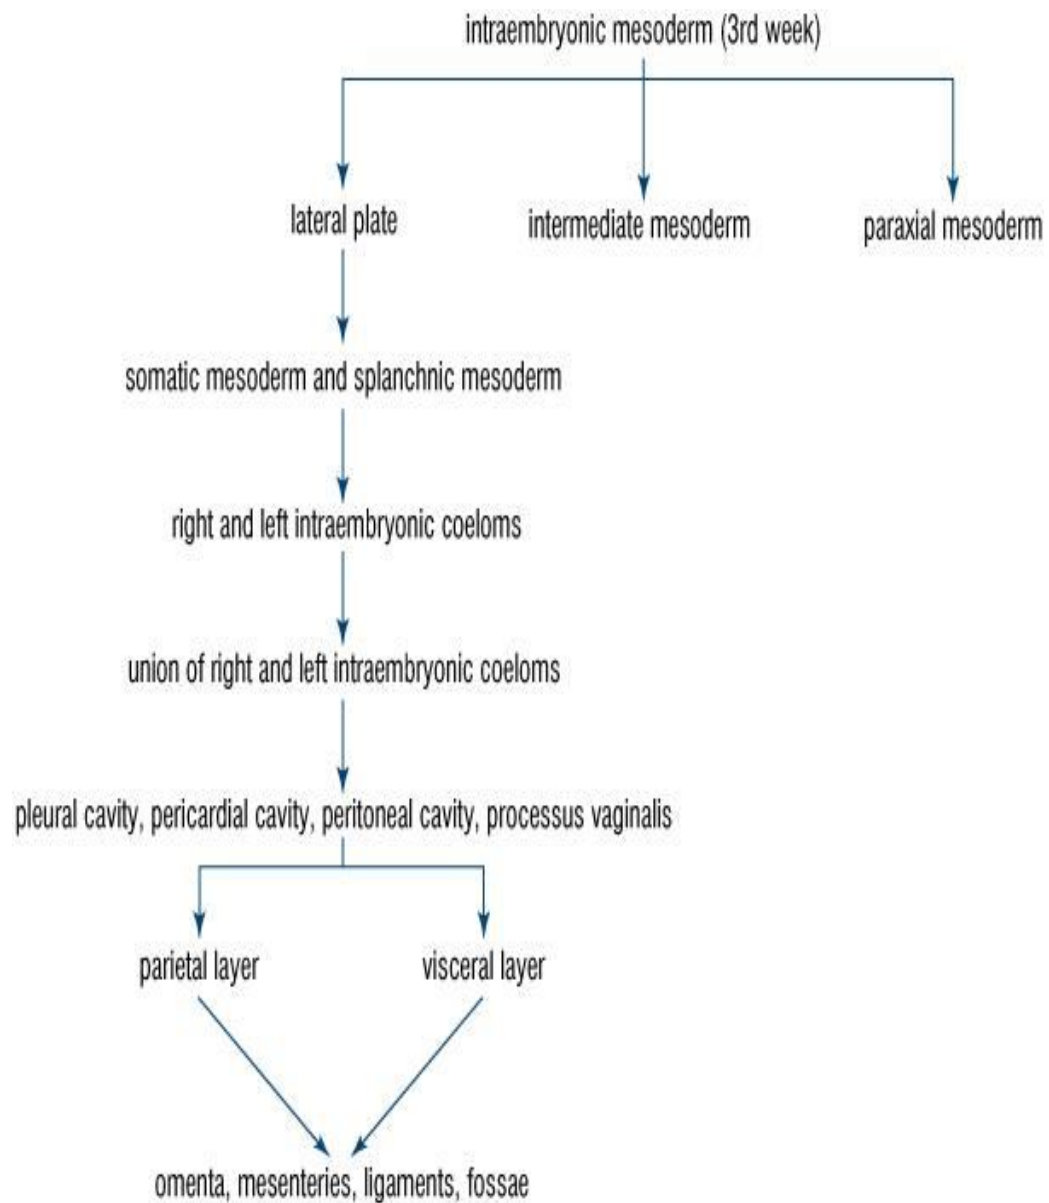 intraembryonic mesoderm (3rd week)
lateral plate
intermediate mesoderm
paraxial mesoderm
somatic mesoderm and splanchnic mesoderm
right and left intraembryonic coeloms
union of right and left intraembryonic coeloms
pleural cavity, pericardial cavity, peritoneal cavity, processus vaginalis
parietal layer
visceral layer
omenta, mesenteries, ligaments, fossae